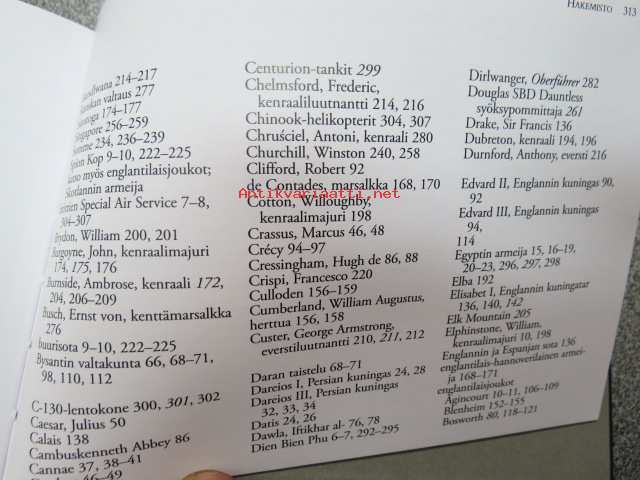 HAKEMISTO 313
214–217
valtaus 277
174–177
256–259
234, 236–239
Kop 9–10, 222–225
myös englantilaisjoukot;
Skotlannin armeija
Special Air Service 7–8,
304–307
William 200, 201
Burgoyne, John, kenraalimajuri
174, 175, 176
Burnside, Ambrose, kenraali 172,
204, 206–209
Busch, Ernst von, kenttämarsalkka
276
buurisota 9–10, 222–225
Bysantin valtakunta 66, 68–71,
98, 110, 112
C-130-lentokone 300, 301, 302
Caesar, Julius 50
Calais 138
Cambuskenneth Abbey 86
Cannae 37, 38–41
46–49
Centurion-tankit 299
Chelmsford, Frederic,
kenraaliluutnantti 214, 216
Chinook-helikopterit 304, 307
Chruściel, Antoni, kenraali 280
Churchill, Winston 240, 258
Clifford, Robert 92
de Contades, marsalkka 168, 170
Antikvariaatti.net
Cotton, Willoughby,
kenraalimajuri 198
Crassus, Marcus 46, 48
Crécy 94–97
Cressingham, Hugh de 86, 88
Crispi, Francesco 220
Culloden 156–159
Cumberland, William Augustus,
herttua 156, 158
Custer, George Armstrong,
everstiluutnantti 210, 211, 212
Daran taistelu 68–71
Dareios I, Persian kuningas 24, 28
Dareios III, Persian kuningas
32, 33, 34
Datis 24, 26
Dawla, Iftikhar al- 76, 78
Dien Bien Phu 6–7, 292–295
Dirlwanger, Oberführer 282
Douglas SBD Dauntless
syöksypommittaja 261
Drake, Sir Francis 136
Dubreton, kenraali 194, 196
Durnford, Anthony, eversti 216
Edvard II, Englannin kuningas 90,
92
Edvard III, Englannin kuningas
94,
114
Egyptin armeija 15, 16–19,
20–23, 296, 297, 298
Elba 192
Elisabet I, Englannin kuningatar
136, 140, 142
Elk Mountain 205
Elphinstone, William,
kenraalimajuri 10, 198
Englannin ja Espanjan sota 136
englantilais-hannoverilainen armei-
ja 168–171
englantilaisjoukot
Agincourt 10–11, 106–109
Blenheim 152–155
Bosworth 80, 118–121